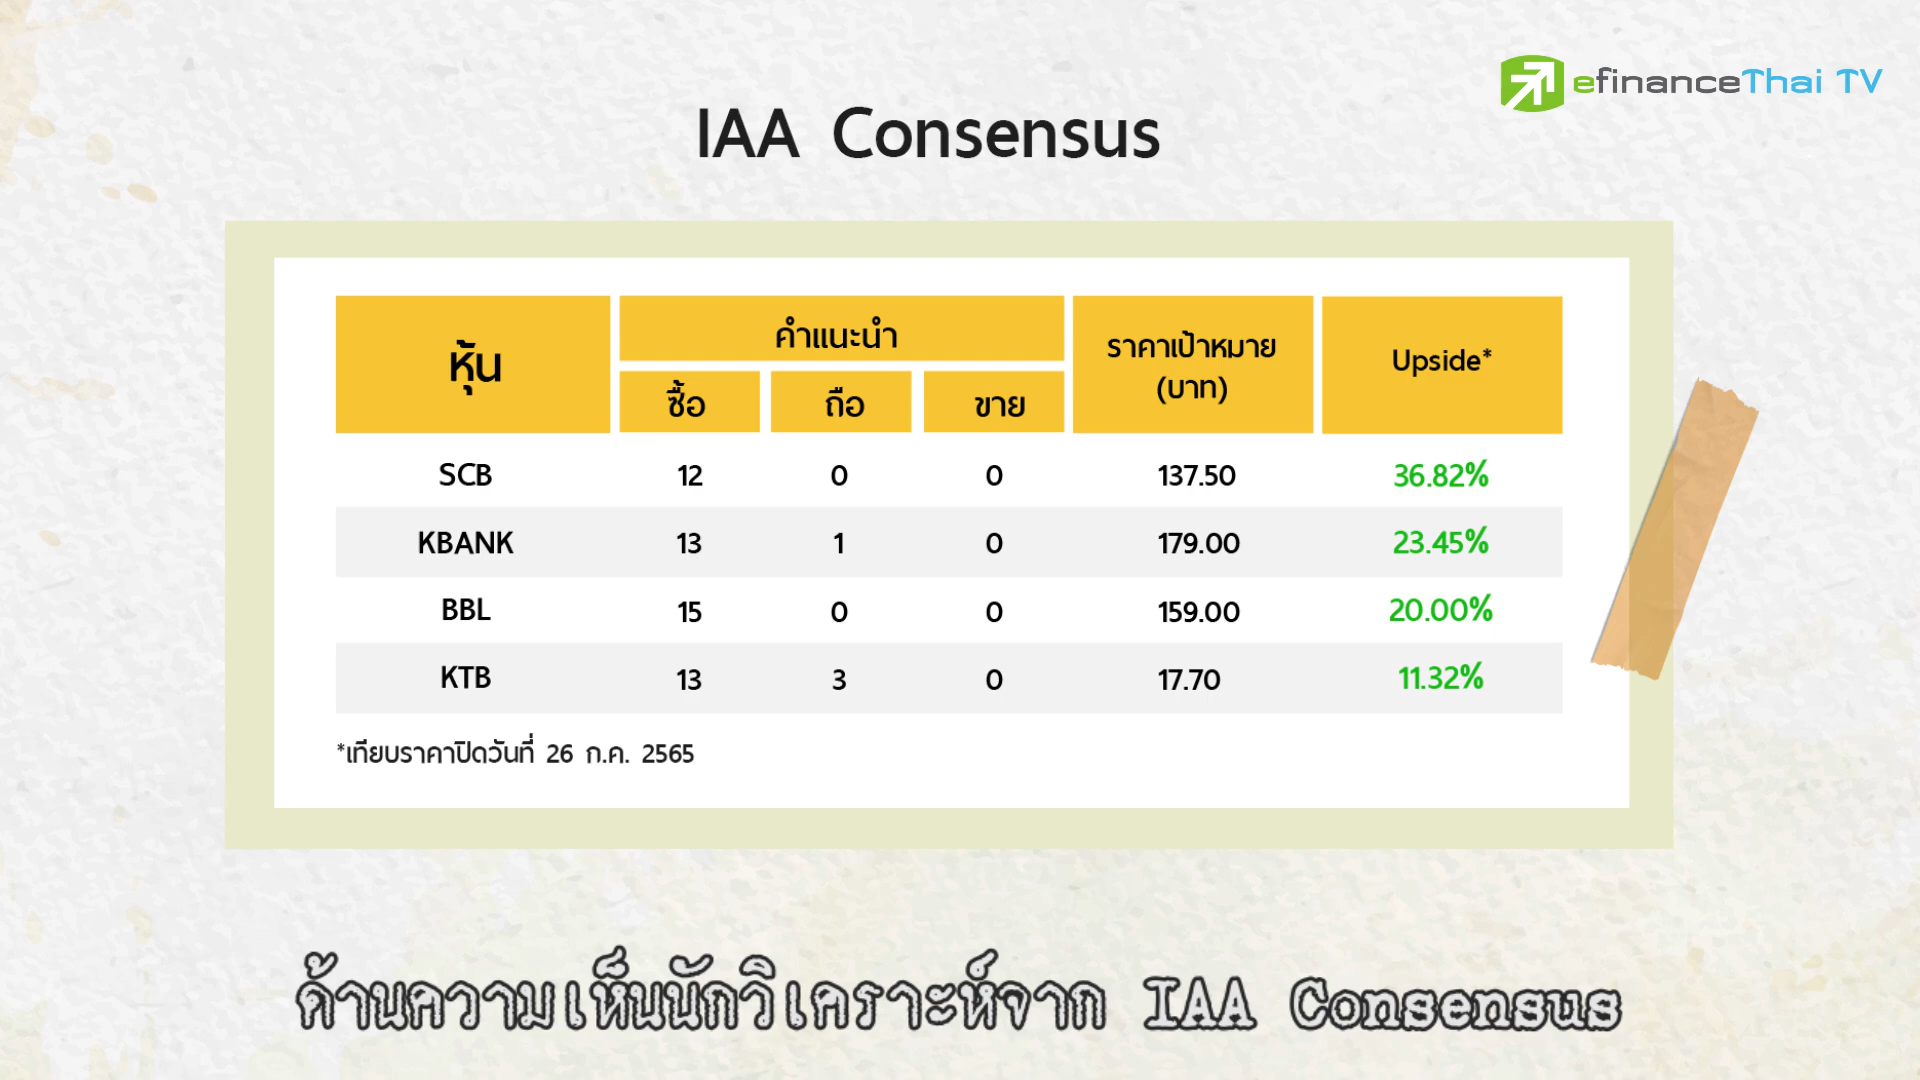 efinanceThai TV
IAA Consensus
หุ้น คำแนะนำ ราคาเป้าหมาย (บาท) Upside*
ซื้อ ถือ ขาย
SCB 12 0 0 137.50 36.82%
KBANK 13 1 0 179.00 23.45%
BBL 15 0 0 159.00 20.00%
KTB 13 3 0 17.70 11.32%
*เทียบราคาปิดวันที่ 26 ก.ค. 2565
ด้านความเห็นนักวิเคราะห์จาก IAA Consensus